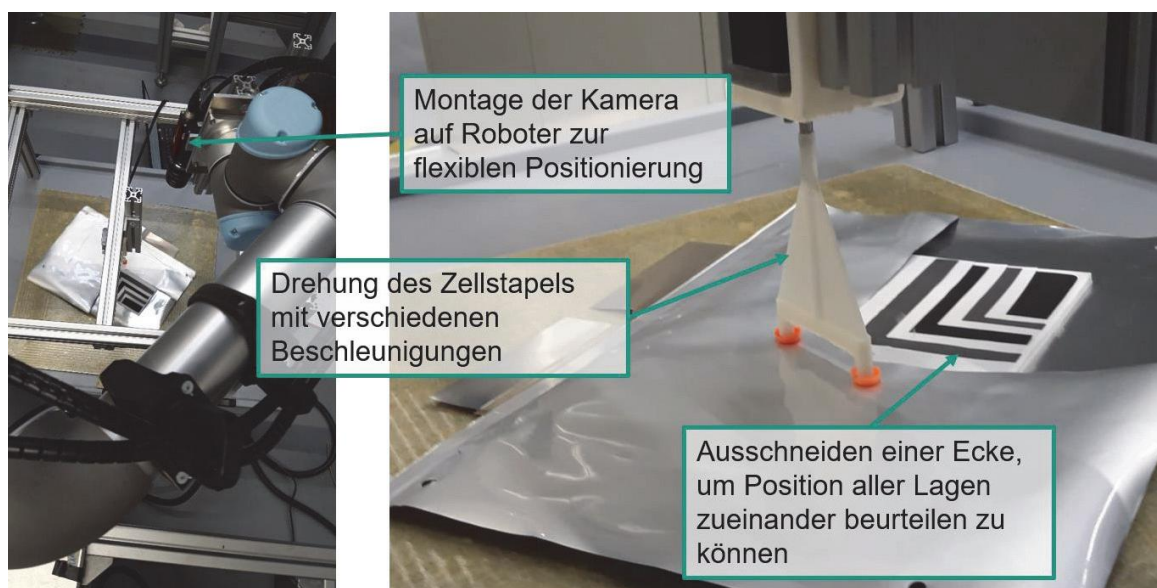 Montage der Kamera
auf Roboter zur
flexiblen Positionierung
Drehung des Zellstapels
mit verschiedenen
Beschleunigungen
Ausschneiden einer Ecke,
um Position aller Lagen
zueinander beurteilen zu
können